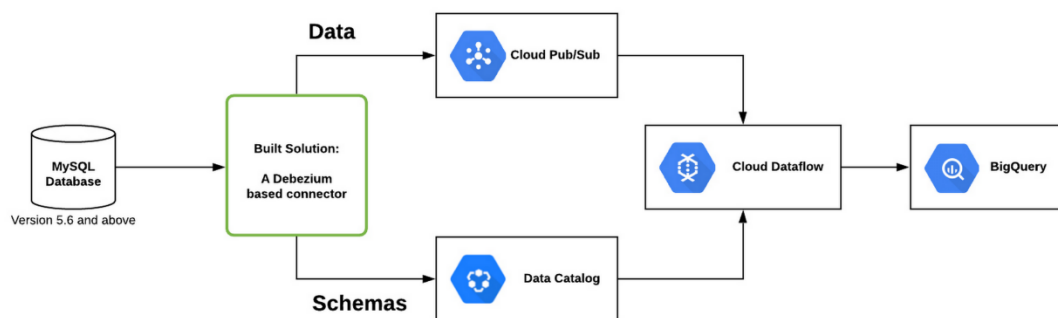 Data
Cloud Pub/Sub
Built Solution:
A Debezium
based connector
MySQL
Database
Version 5.6 and above
Cloud Dataflow
BigQuery
Data Catalog
Schemas